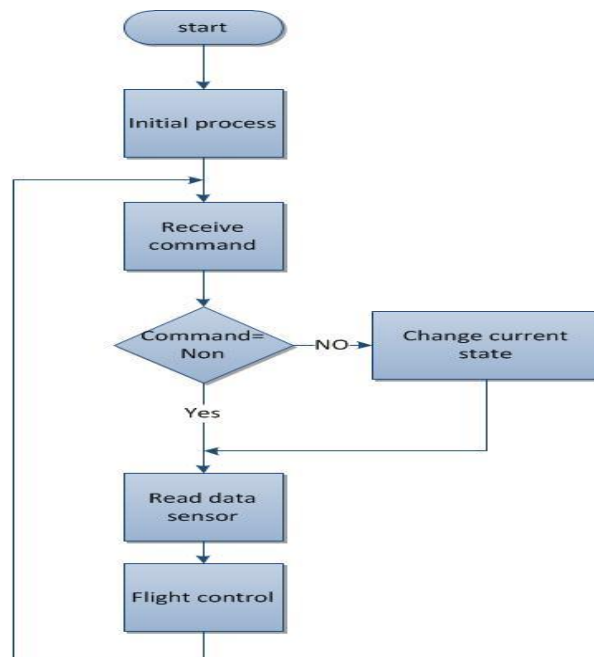 start
Initial process
Receive
command
Command=
Non
NO
Change current
state
Yes
Read data
sensor
Flight control